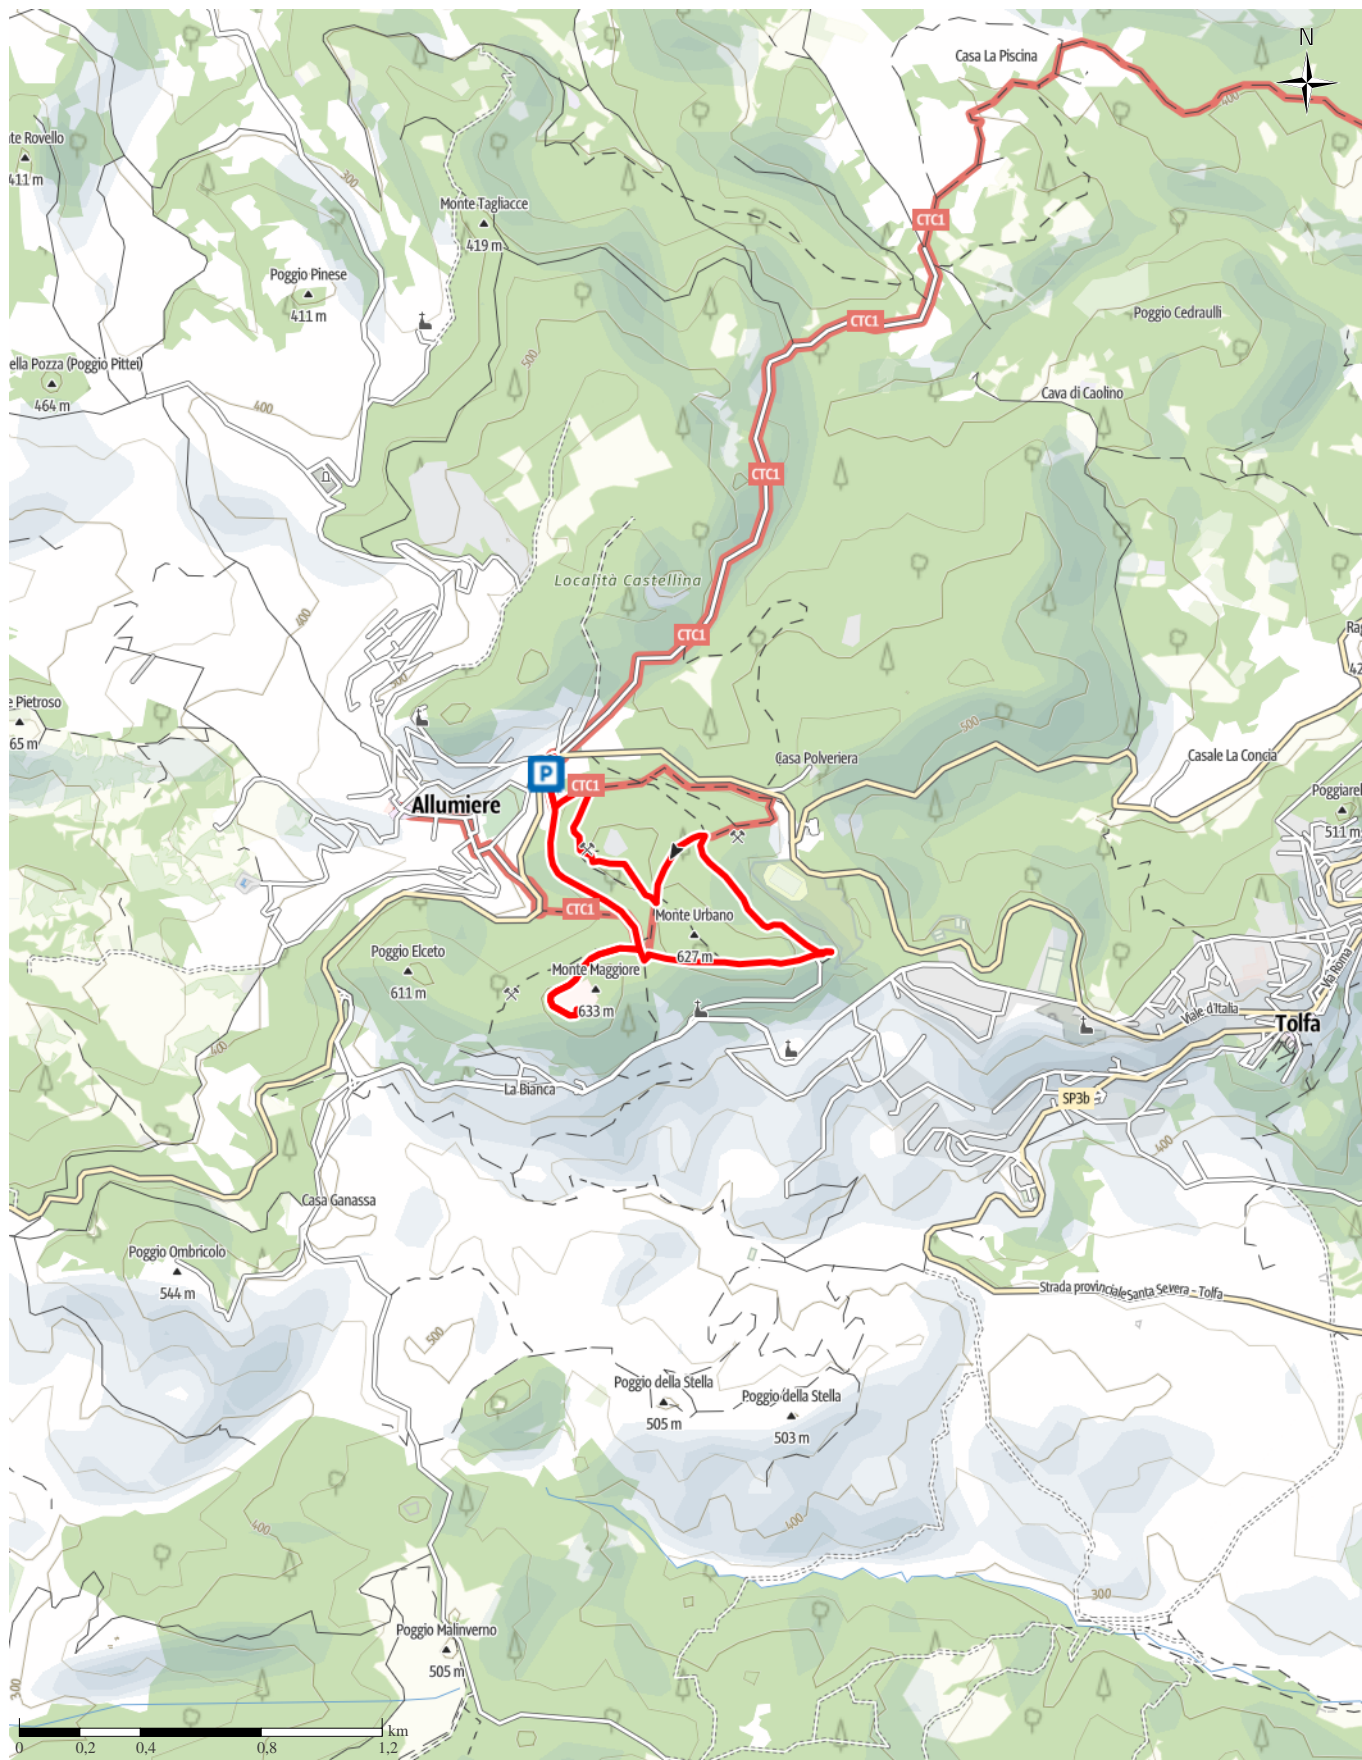 N
Casa La Piscina
400
te Rovello
411 m
300
Monte Tagliacce
419 m
CTC1
Poggio Pinese
411 m
CTC1
Poggio Cedraulli
500
ella Pozza (Poggio Pittei)
464 m
400
Cava di Caolino
CTC1
Località Castellina
400
CTC1
Ra
42
500
e Pietroso
65 m
500
Casa Polveriera
Casale La Concia
P
CTC1
Allumiere
Poggiarel
511 m
CTC1
Monte Urbano
627 m
Poggio Elceto
611 m
Monte Maggiore
633 m
Via Roma
Viale d'Italia
Tolfa
400
La Bianca
SP3b
400
Casa Ganassa
Poggio Ombricolo
544 m
Strada provinciale Santa Severa - Tolfa
500
Poggio della Stella
505 m
Poggio della Stella
503 m
400
400
300
Poggio Malinverno
505 m
300
km
0 0,2 0,4 0,8 1,2